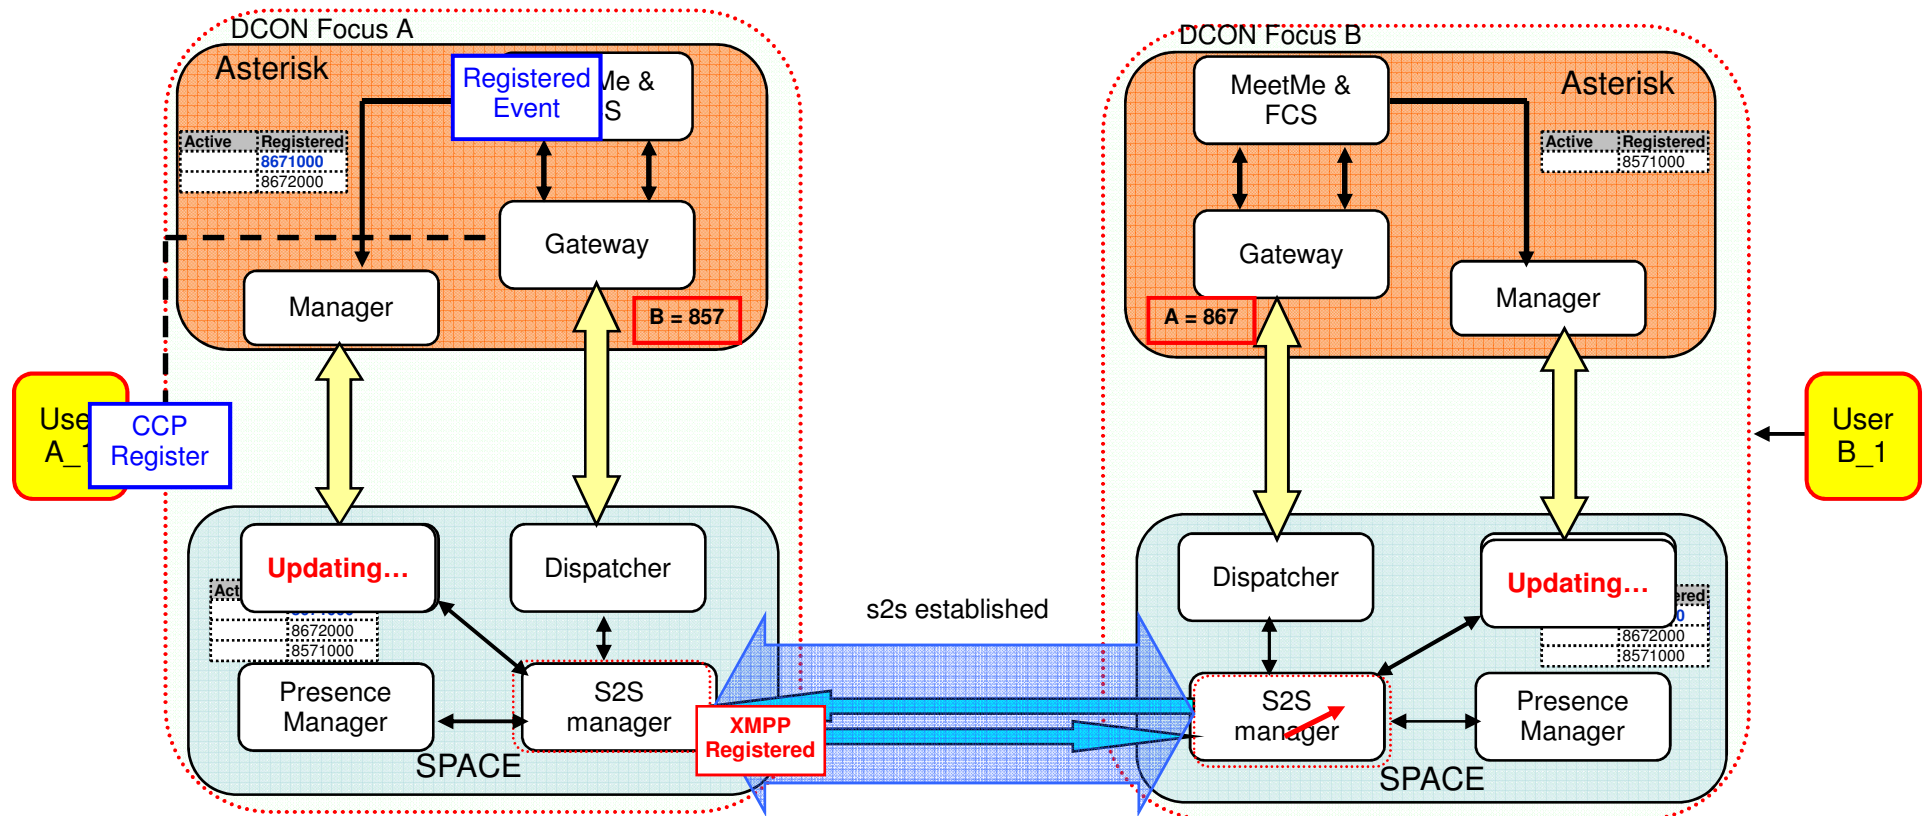 DCON Focus A
Asterisk
Registered
Event
Me &
S
Active Registered
8671000
8672000
Gateway
Manager
B = 857
User
A_1
CCP
Register
Updating...
Dispatcher
Act
8672000
8571000
Presence
Manager
S2S
manager
SPACE
XMPP
Registered
s2s established
DCON Focus B
MeetMe &
FCS
Asterisk
Active Registered
8571000
Gateway
Manager
A = 867
User
B_1
Dispatcher
Updating...
ered
0
8672000
8571000
S2S
manager
Presence
Manager
SPACE